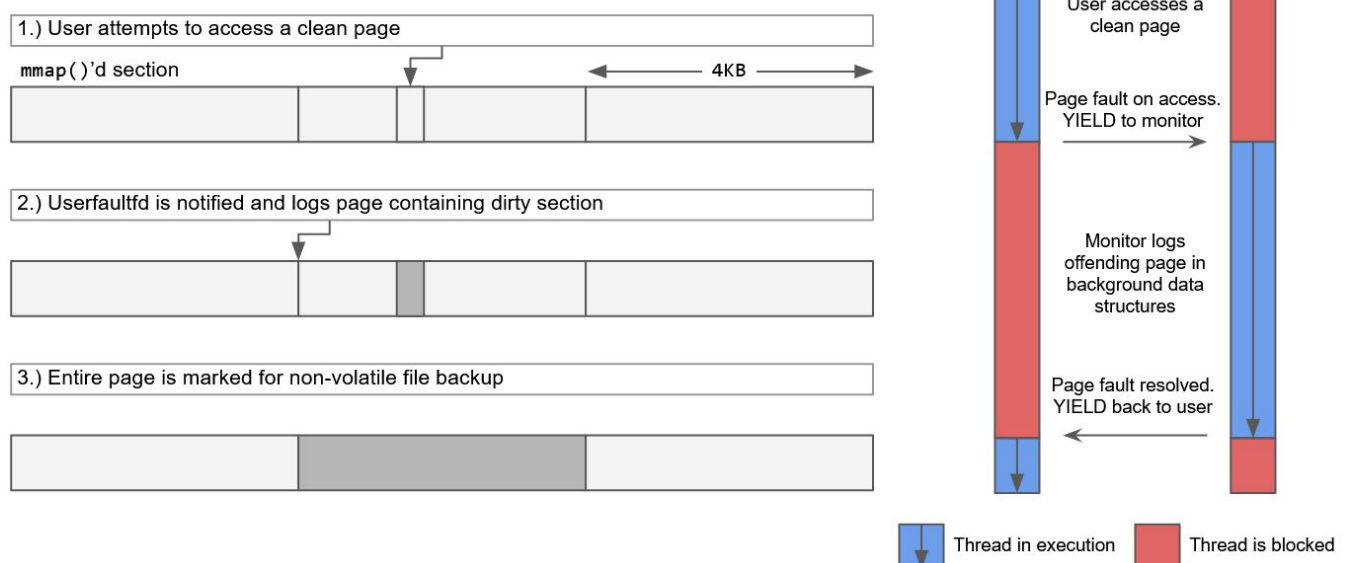 1.) User attempts to access a clean page
mmap()'d section
4KB
2.) Userfaultfd is notified and logs page containing dirty section
3.) Entire page is marked for non-volatile file backup
User accesses a
clean page
Page fault on access.
YIELD to monitor
Monitor logs
offending page in
background data
structures
Page fault resolved.
YIELD back to user
Thread in execution
Thread is blocked